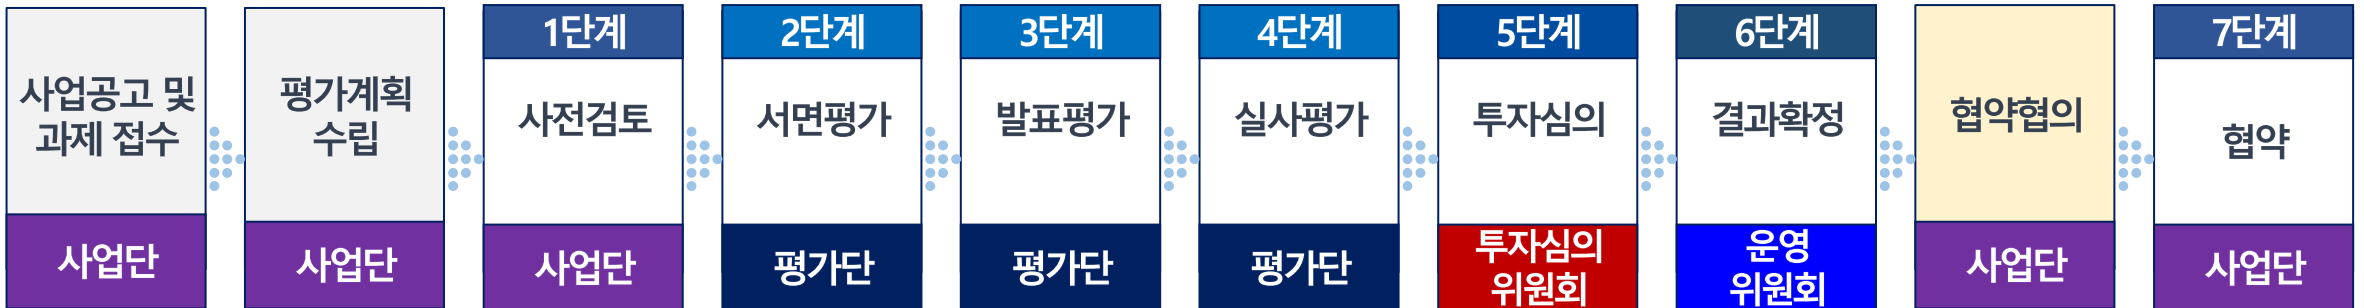 사업공고 및
과제 접수
사업단
평가계획
수립
사업단
1단계
사전검토
사업단
2단계
서면평가
평가단
3단계
발표평가
평가단
4단계
실사평가
평가단
5단계
투자심의
투자심의
위원회
6단계
결과확정
운영
위원회
협약협의
사업단
7단계
협약
사업단